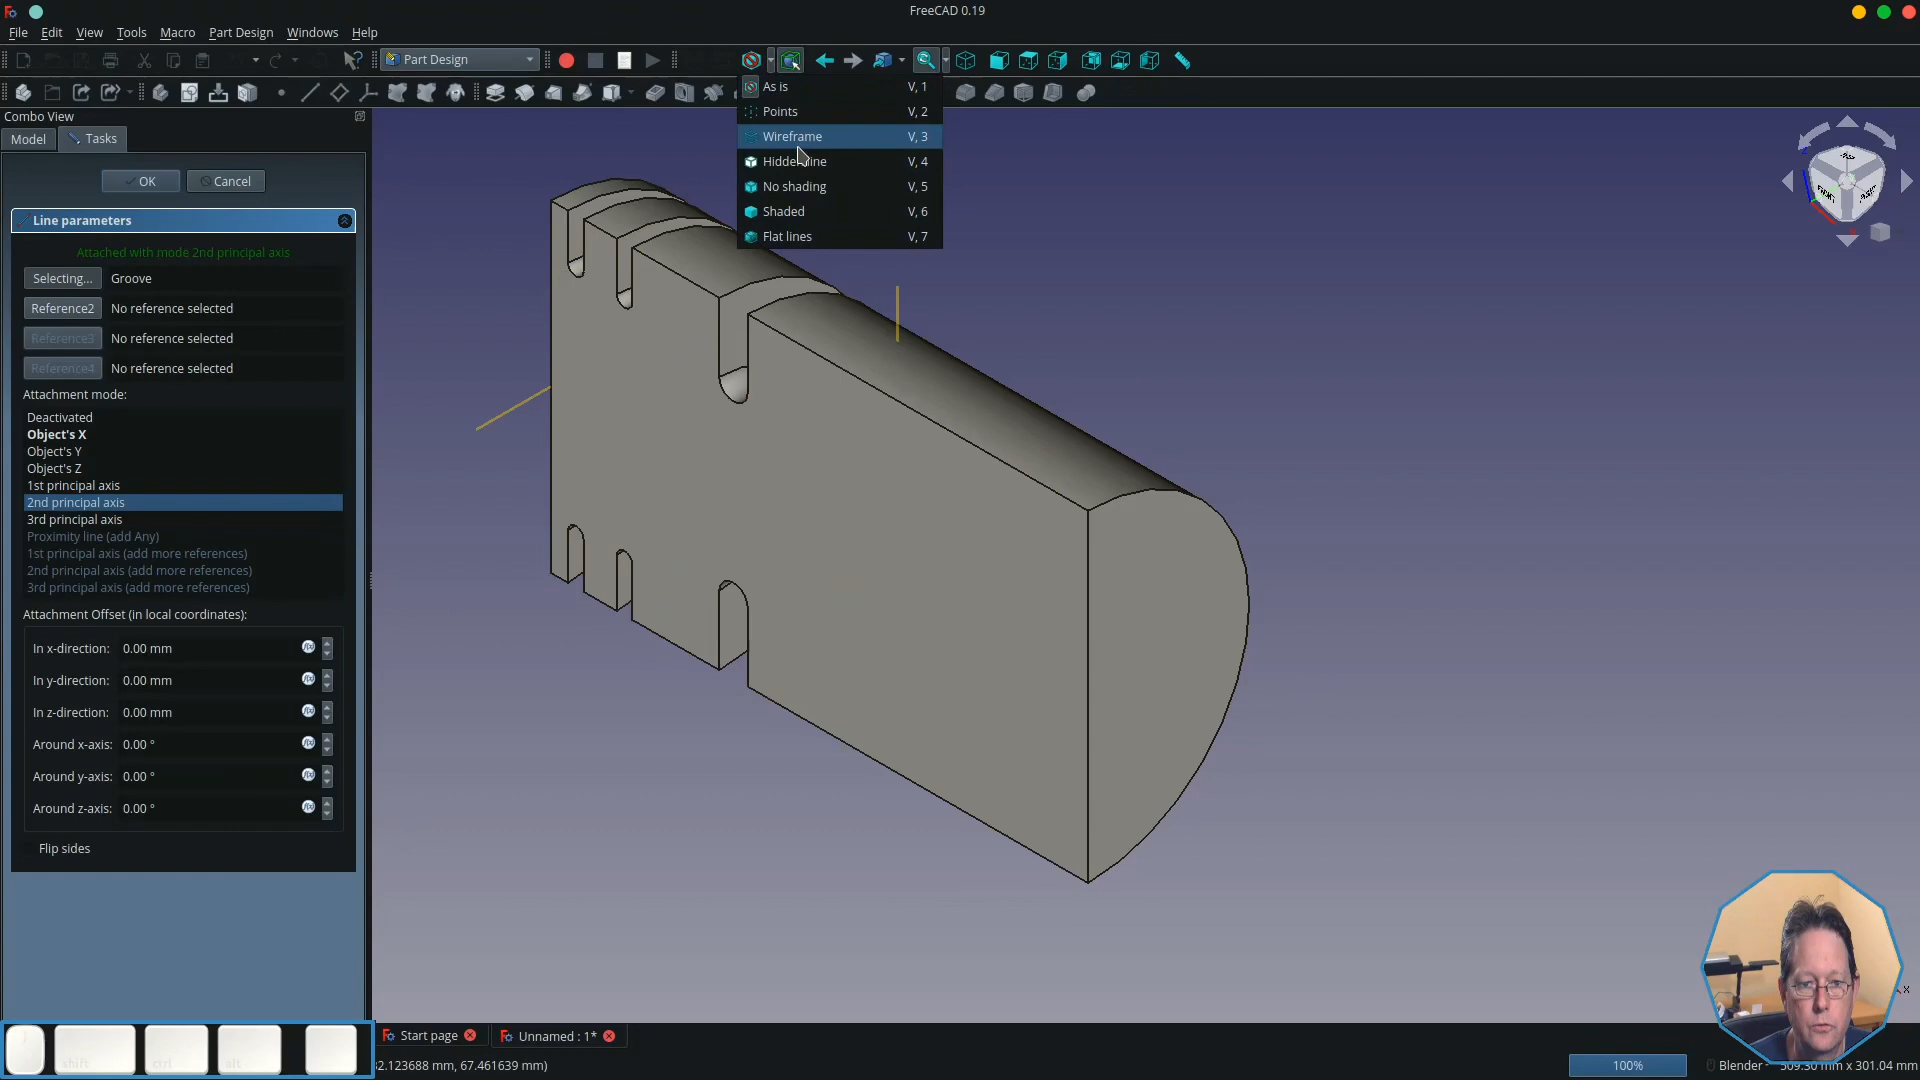 FreeCAD 0.19
File Edit View Tools Macro Part Design Windows Help
Part Design
As is V, 1
Points V, 2
Wireframe V, 3
Hidden line V, 4
No shading V, 5
Shaded V, 6
Flat lines V, 7
Combo View
Model Tasks
OK Cancel
Line parameters
Attached with mode 2nd principal axis
Selecting... Groove
Reference2 No reference selected
Reference3 No reference selected
Reference4 No reference selected
Attachment mode:
Deactivated
Object's X
Object's Y
Object's Z
1st principal axis
2nd principal axis
3rd principal axis
Proximity line (add Any)
1st principal axis (add more references)
2nd principal axis (add more references)
3rd principal axis (add more references)
Attachment Offset (in local coordinates):
In x-direction: 0.00 mm
In y-direction: 0.00 mm
In z-direction: 0.00 mm
Around x-axis: 0.00 °
Around y-axis: 0.00 °
Around z-axis: 0.00 °
Flip sides
shift ctrl alt
Start page Unnamed : 1*
2.123688 mm, 67.461639 mm)
100%
Blender
509.30 mm x 301.04 mm